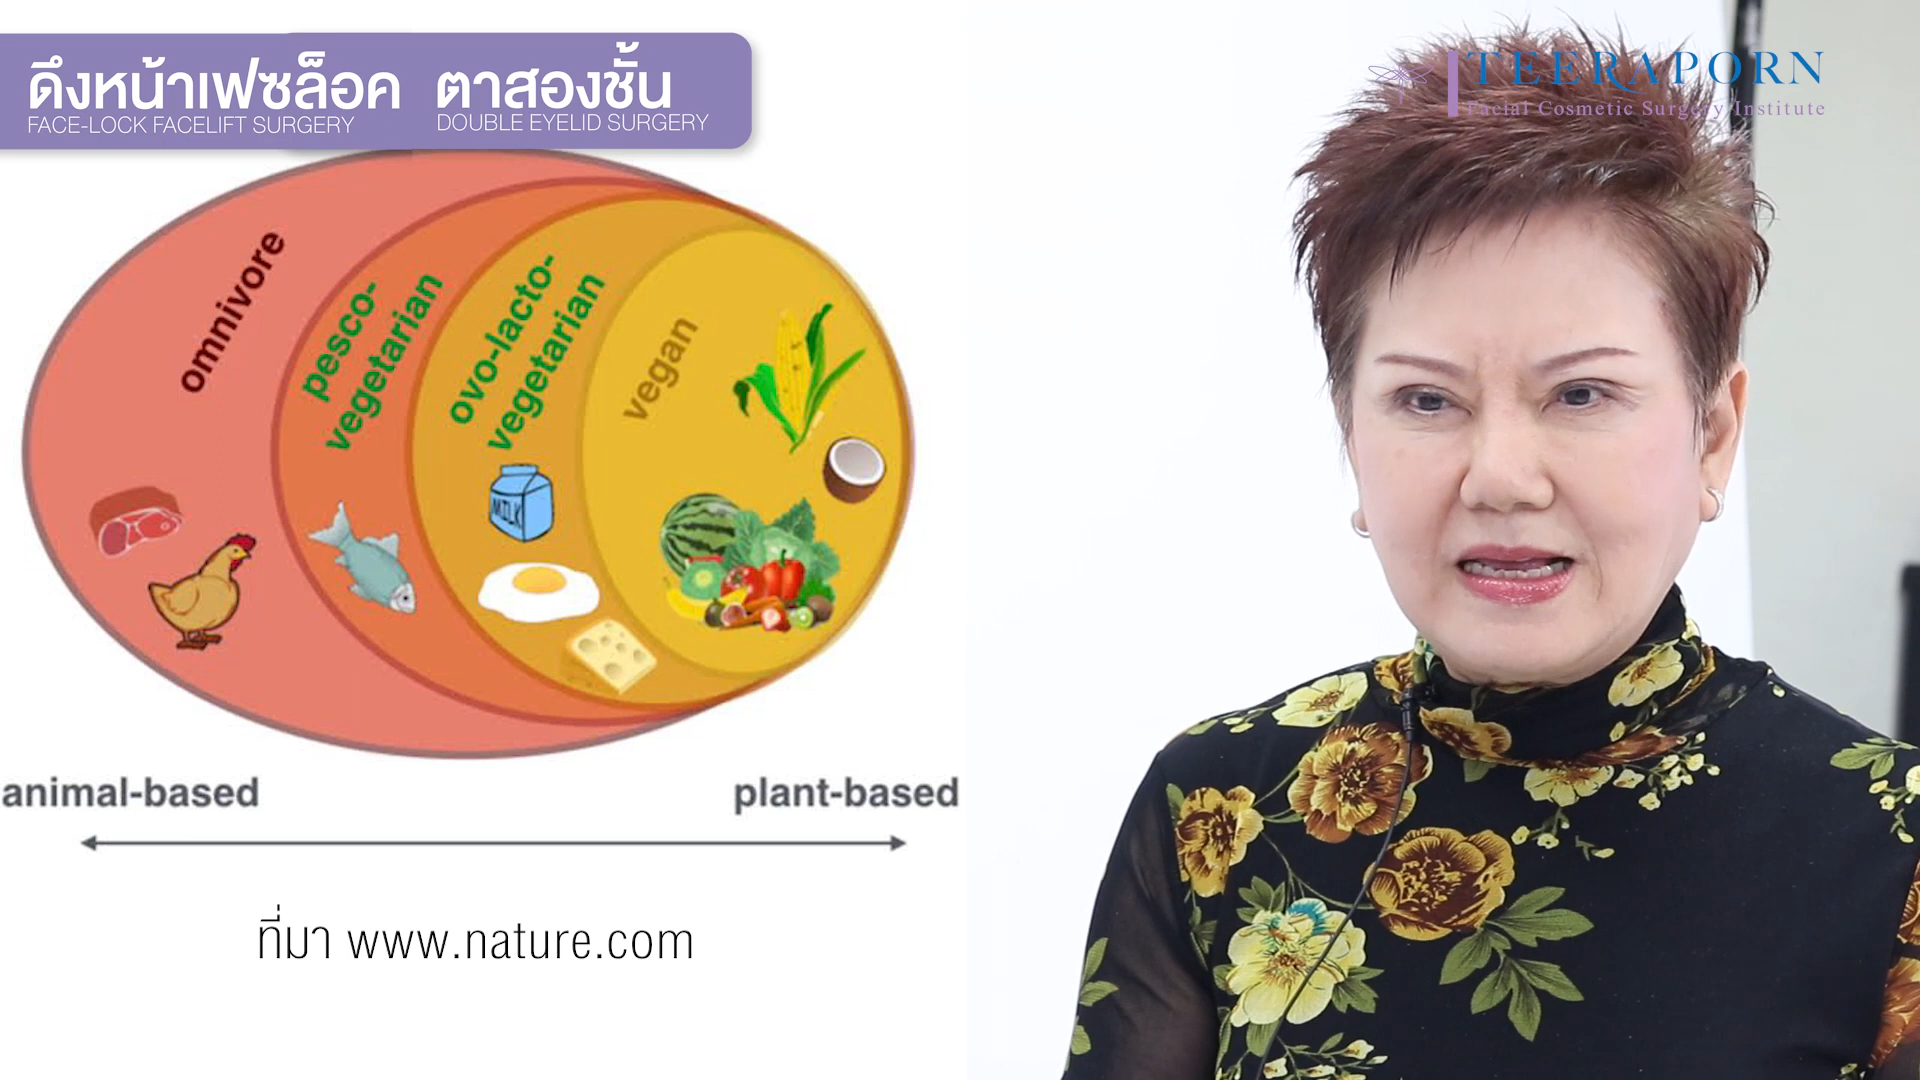 ดึงหน้าเฟซล็อค ตาสองชั้น
FACE-LOCK FACELIFT SURGERY DOUBLE EYELID SURGERY
TEERAPORN
Facial Cosmetic Surgery Institute
omnivore
pesco-
vegetarian
ovo-lacto-
vegetarian
vegan
MILK
animal-based plant-based
ที่มา www.nature.com